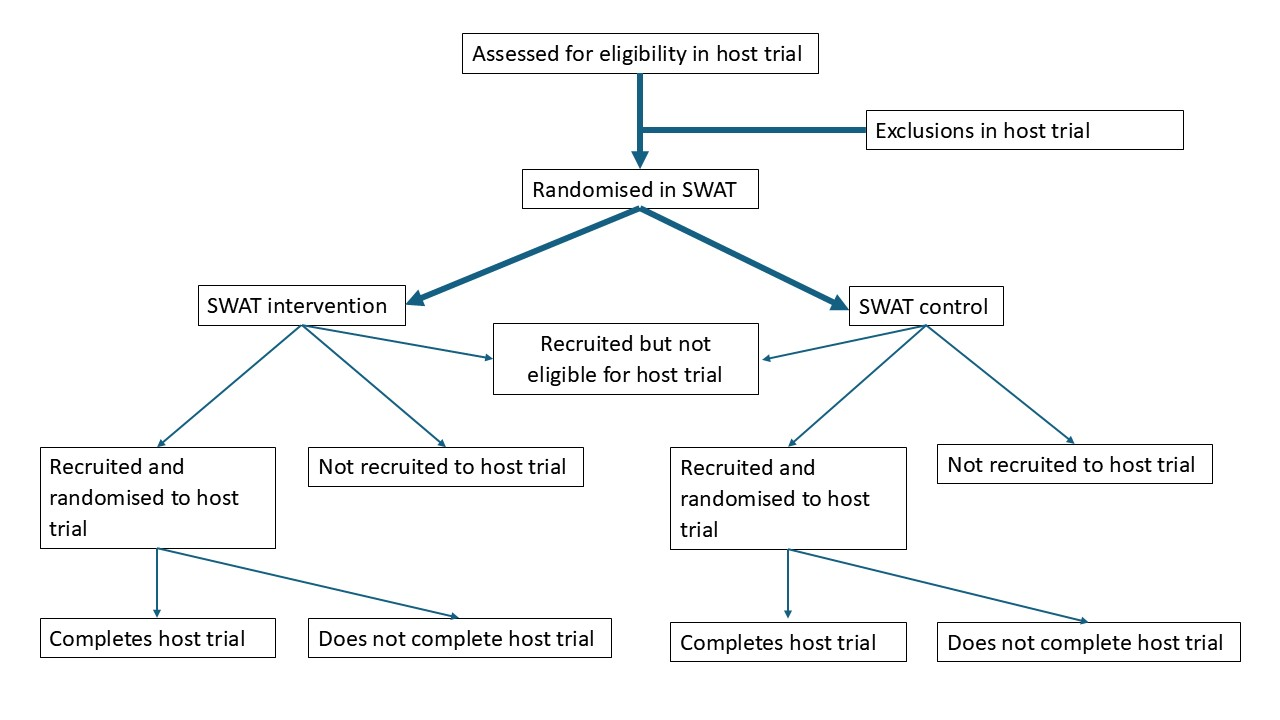 Assessed for eligibility in host trial
Exclusions in host trial
Randomised in SWAT
SWAT intervention
SWAT control
Recruited but not
eligible for host trial
Recruited and
randomised to host
trial
Not recruited to host trial
Recruited and
randomised to host
trial
Not recruited to host trial
Completes host trial
Does not complete host trial
Completes host trial
Does not complete host trial